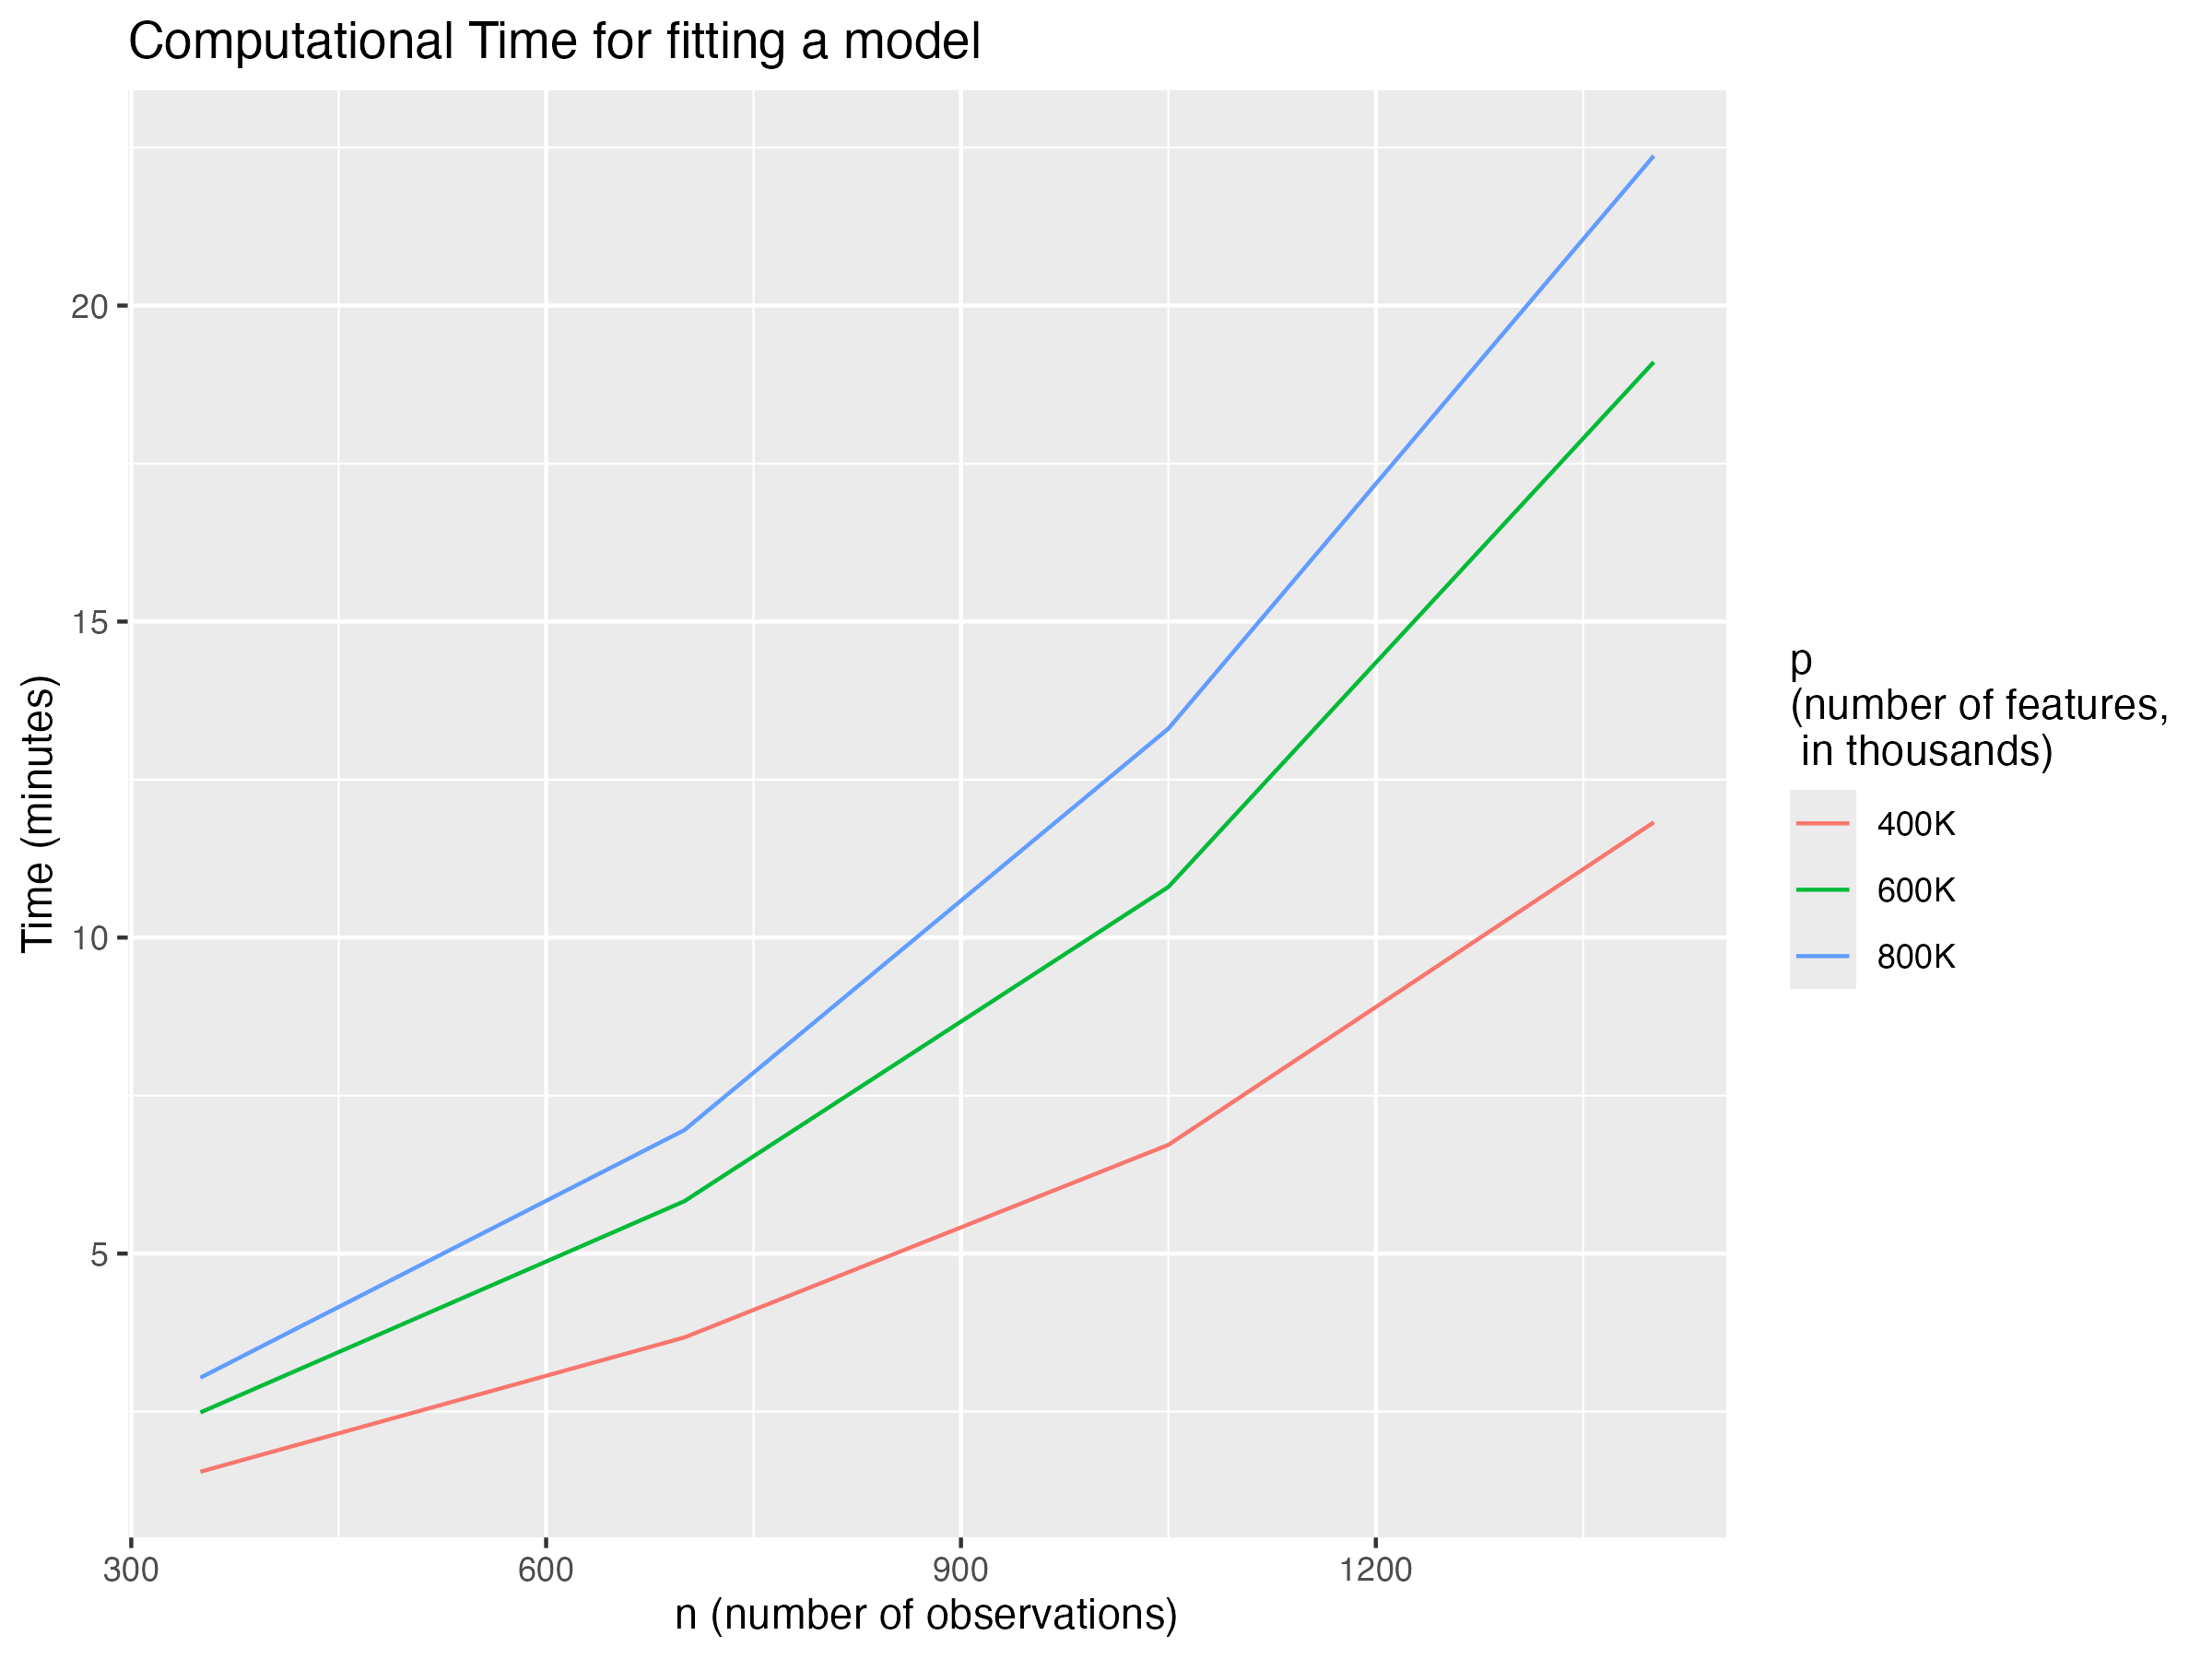 Computational Time for fitting a model
Time (minutes)
20
15
10
5
300
600
900
1200
n (number of observations)
p
(number of features,
in thousands)
400K
600K
800K